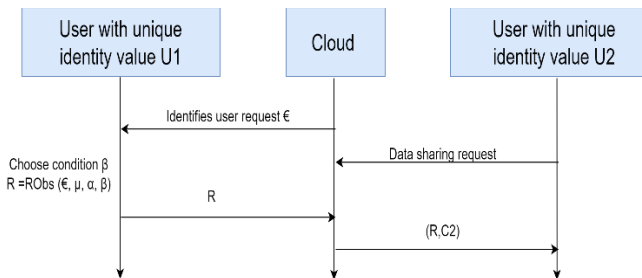 User with unique
identity value U1
Cloud
User with unique
identity value U2
Identifies user request €
Data sharing request
Choose condition β
R =RObs (€, μ, α, β)
R
(R,C2)